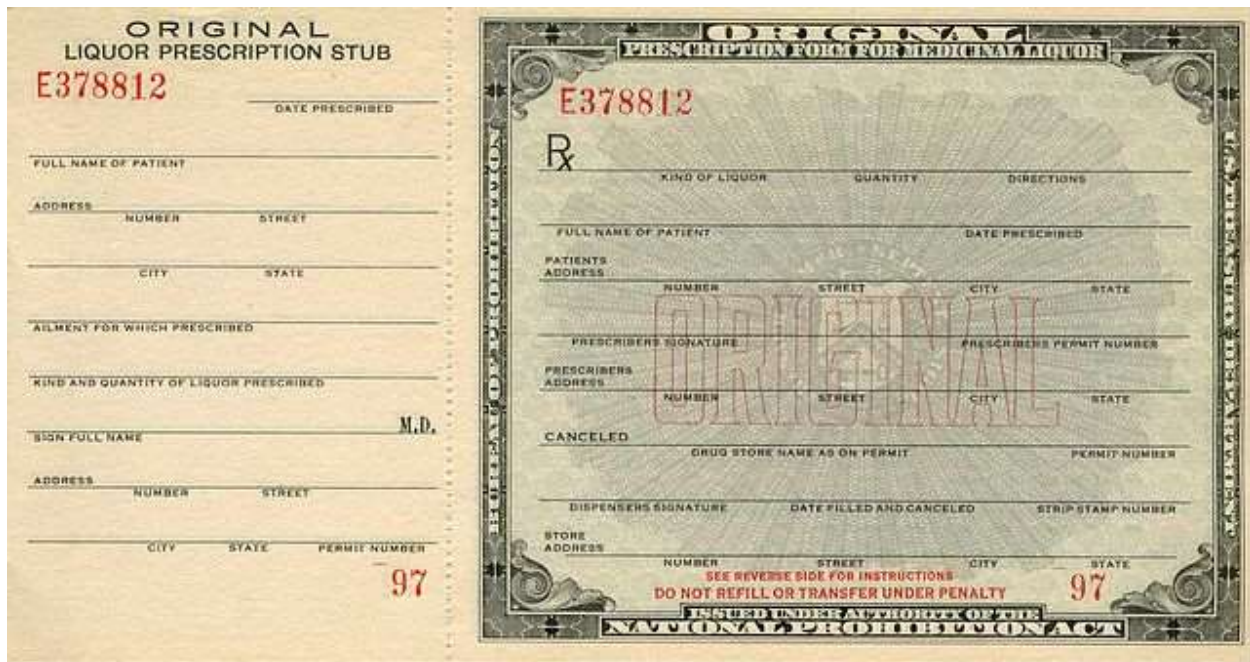 ORIGINAL
LIQUOR PRESCRIPTION STUB
E378812
DATE PRESCRIBED
FULL NAME OF PATIENT
ADDRESS
NUMBER STREET
CITY STATE
AILMENT FOR WHICH PRESCRIBED
KIND AND QUANTITY OF LIQUOR PRESCRIBED
M.D.
SIGN FULL NAME
ADDRESS
NUMBER STREET
CITY STATE PERMIT NUMBER
97
ORIGINAL
PRESCRIPTION FORM FOR MEDICINAL LIQUOR
E378812
Rx
KIND OF LIQUOR QUANTITY DIRECTIONS
FULL NAME OF PATIENT DATE PRESCRIBED
PATIENTS
ADDRESS
NUMBER STREET CITY STATE
ORIGINAL
PRESCRIBERS SIGNATURE PRESCRIBERS PERMIT NUMBER
PRESCRIBERS
ADDRESS
NUMBER STREET CITY STATE
CANCELED
DRUG STORE NAME AS ON PERMIT PERMIT NUMBER
DISPENSERS SIGNATURE DATE FILLED AND CANCELED STRIP STAMP NUMBER
STORE
ADDRESS
NUMBER STREET CITY STATE
SEE REVERSE SIDE FOR INSTRUCTIONS
DO NOT REFILL OR TRANSFER UNDER PENALTY
97
ISSUED UNDER AUTHORITY OF THE
NATIONAL PROHIBITION ACT